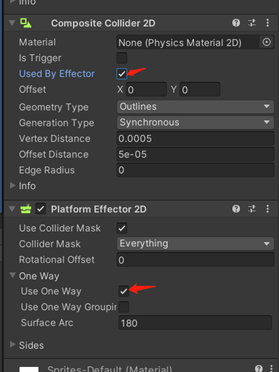 Info
Composite Collider 2D
Material None (Physics Material 2D)
Is Trigger
Used By Effector
Offset X 0 Y 0
Geometry Type Outlines
Generation Type Synchronous
Vertex Distance 0.0005
Offset Distance 5e-05
Edge Radius 0
Info
Platform Effector 2D
Use Collider Mask
Collider Mask Everything
Rotational Offset 0
One Way
Use One Way
Use One Way Groupin
Surface Arc 180
Sides
Sprites-Default (Material)